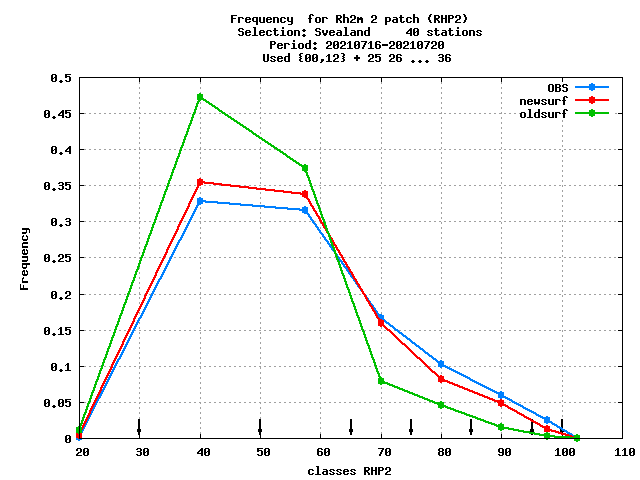 Frequency  for Rh2m 2 patch (RHP2)
Selection: Svealand     40 stations
Period: 20210716-20210720
Used {00,12} + 25 26 ... 36
0.5
0.45
0.4
0.35
0.3
0.25
0.2
0.15
0.1
0.05
0
Frequency
OBS
newsurf
oldsurf
20 30 40 50 60 70 80 90 100 110
classes RHP2